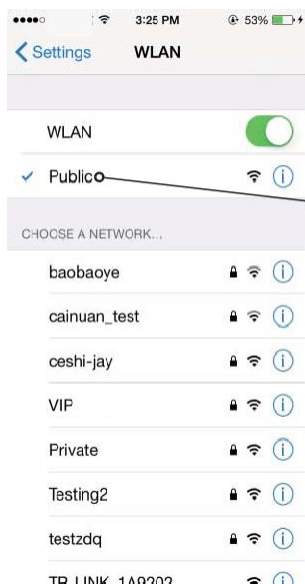 3:25 PM 53%
Settings WLAN
WLAN
Public
CHOOSE A NETWORK...
baobaoye
cainuan_test
ceshi-jay
VIP
Private
Testing2
testzdq